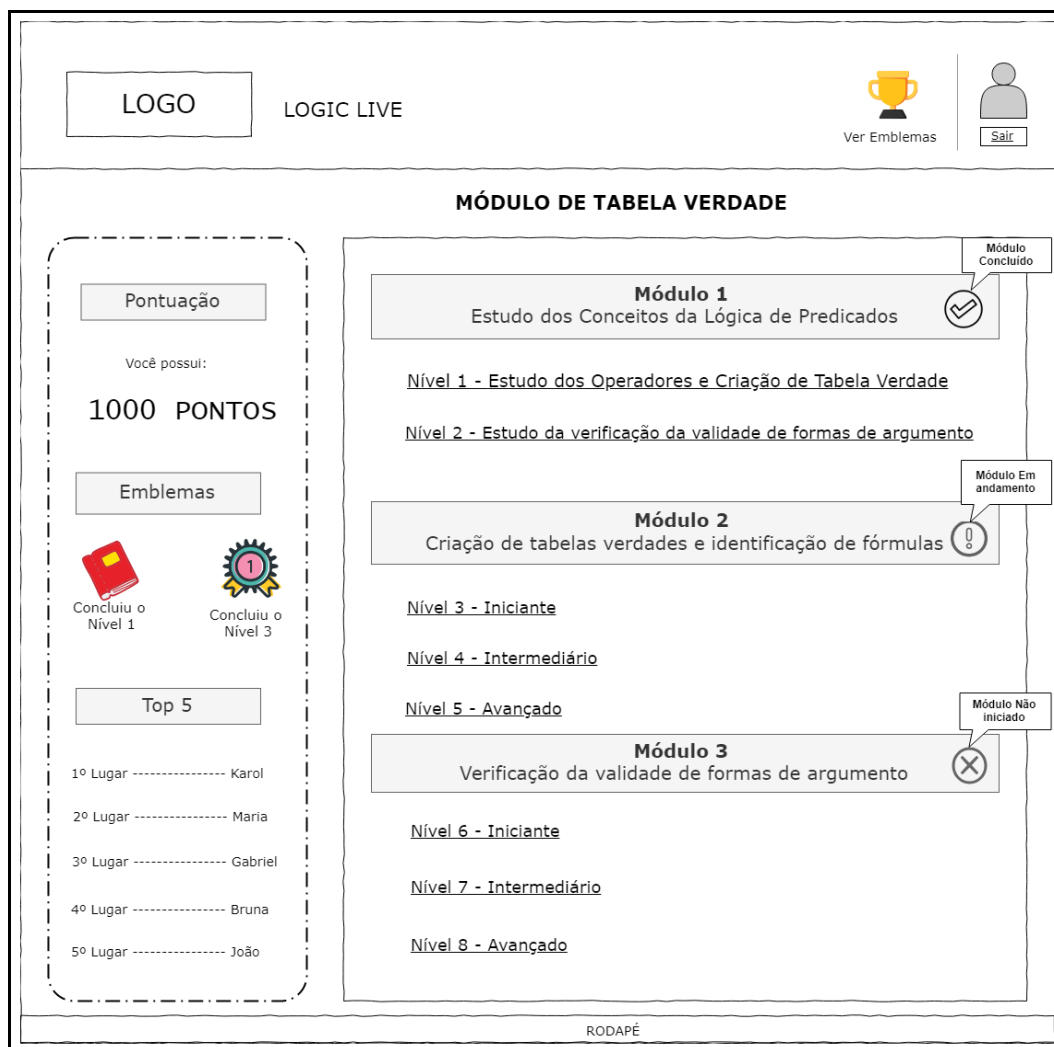 LOGO
LOGIC LIVE
Ver Emblemas
Sair
MÓDULO DE TABELA VERDADE
Pontuação
Você possui:
1000 PONTOS
Emblemas
Concluiu o
Nível 1
1
Concluiu o
Nível 3
Top 5
1º Lugar --------------- Karol
2º Lugar --------------- Maria
3º Lugar --------------- Gabriel
4º Lugar --------------- Bruna
5º Lugar --------------- João
Módulo
Concluído
Módulo 1
Estudo dos Conceitos da Lógica de Predicados
Nível 1 - Estudo dos Operadores e Criação de Tabela Verdade
Nível 2 - Estudo da verificação da validade de formas de argumento
Módulo Em
andamento
Módulo 2
Criação de tabelas verdades e identificação de fórmulas
Nível 3 - Iniciante
Nível 4 - Intermediário
Nível 5 - Avançado
Módulo Não
iniciado
Módulo 3
Verificação da validade de formas de argumento
Nível 6 - Iniciante
Nível 7 - Intermediário
Nível 8 - Avançado
RODAPÉ